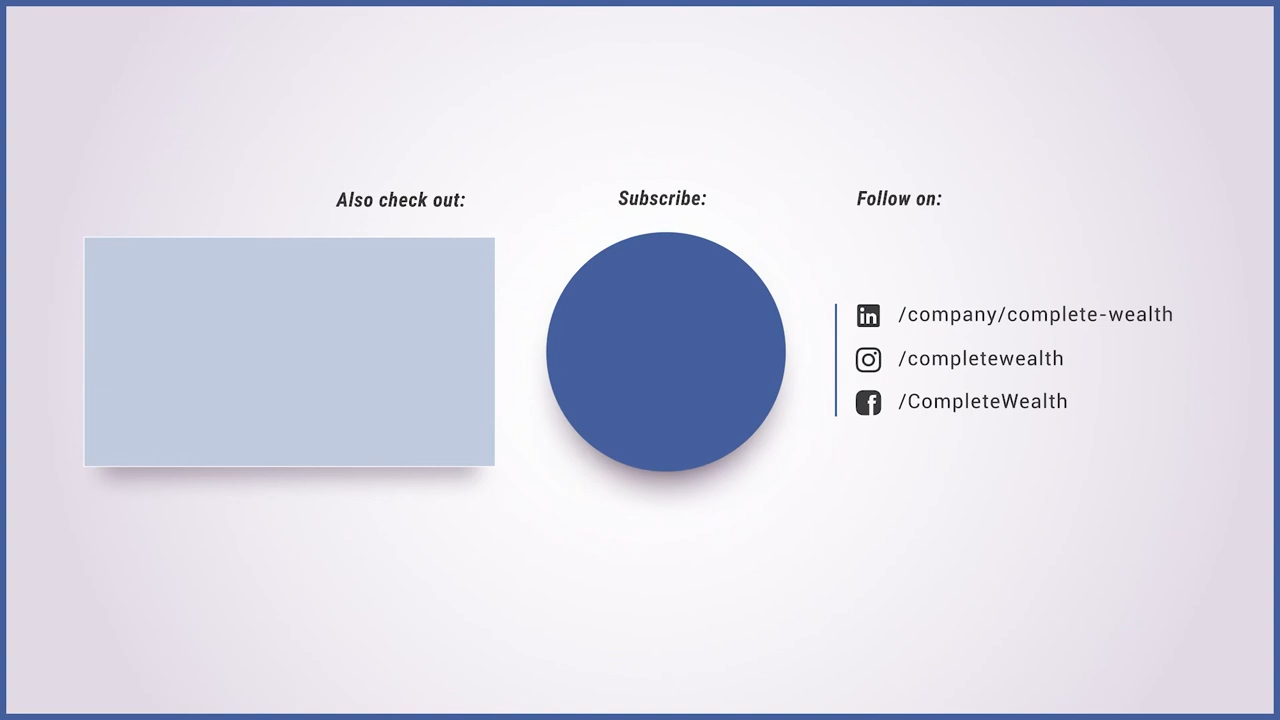 Also check out:
Subscribe:
Follow on:
/company/complete-wealth
/completewealth
/CompleteWealth